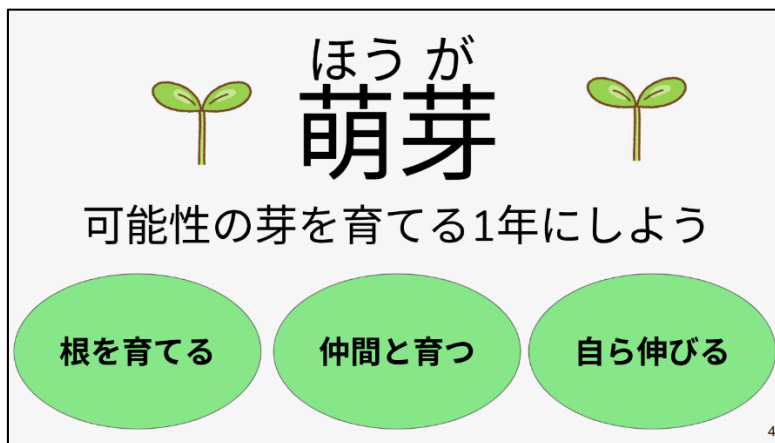 ほうが
萌芽
可能性の芽を育てる1年にしよう
根を育てる
仲間と育つ
自ら伸びる
4